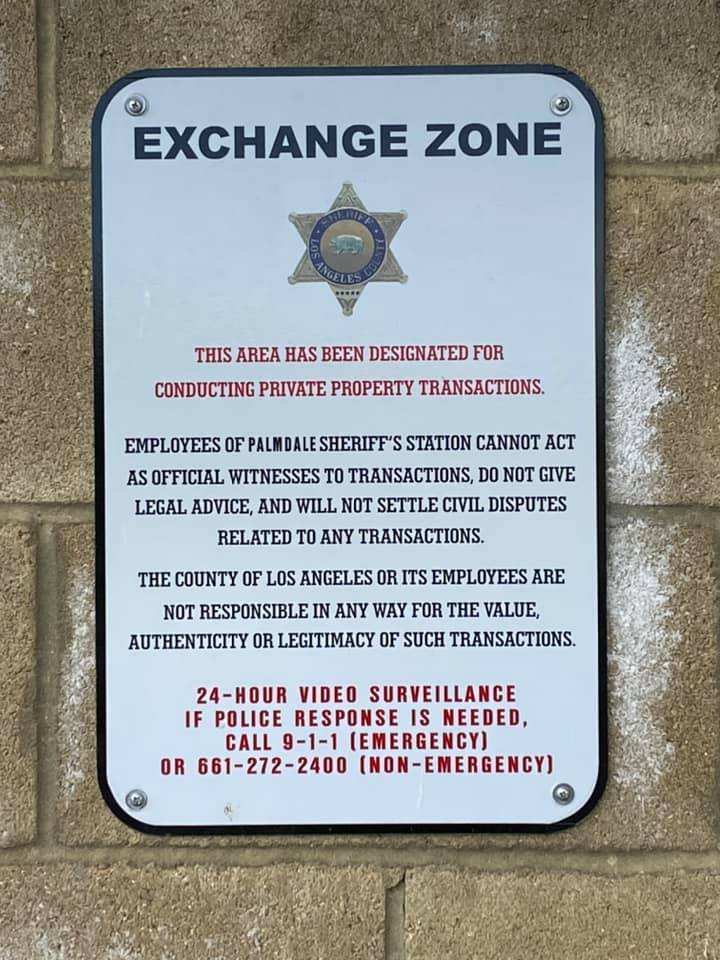 EXCHANGE ZONE
SHERIFF
LOS ANGELES COUNTY
THIS AREA HAS BEEN DESIGNATED FOR
CONDUCTING PRIVATE PROPERTY TRANSACTIONS.
EMPLOYEES OF PALMDALE SHERIFF'S STATION CANNOT ACT
AS OFFICIAL WITNESSES TO TRANSACTIONS, DO NOT GIVE
LEGAL ADVICE, AND WILL NOT SETTLE CIVIL DISPUTES
RELATED TO ANY TRANSACTIONS.
THE COUNTY OF LOS ANGELES OR ITS EMPLOYEES ARE
NOT RESPONSIBLE IN ANY WAY FOR THE VALUE,
AUTHENTICITY OR LEGITIMACY OF SUCH TRANSACTIONS.
24-HOUR VIDEO SURVEILLANCE
IF POLICE RESPONSE IS NEEDED,
CALL 9-1-1 (EMERGENCY)
OR 661-272-2400 (NON-EMERGENCY)